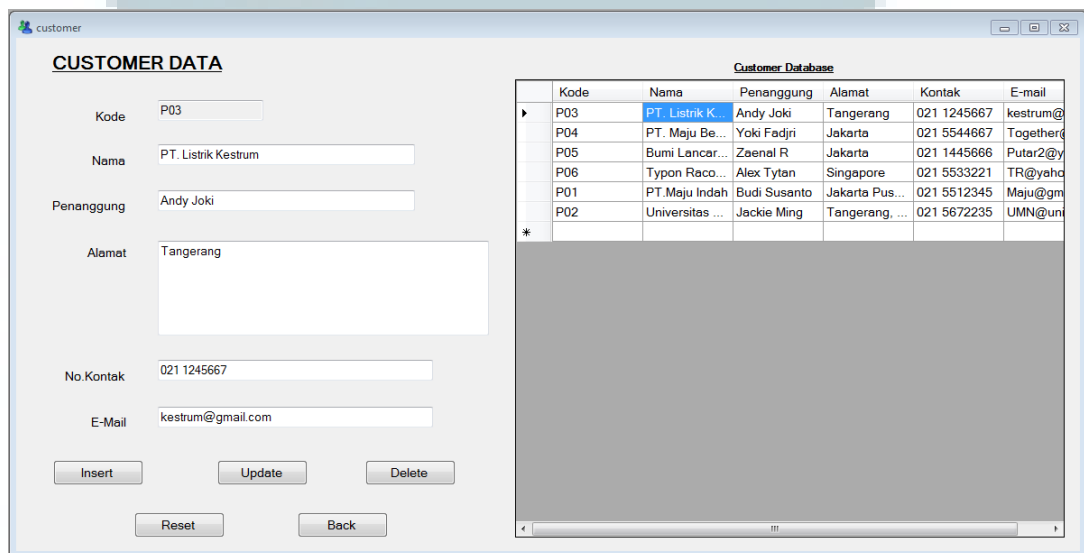 customer
CUSTOMER DATA
Kode P03
Nama PT. Listrik Kestrum
Penanggung Andy Joki
Alamat Tangerang
No.Kontak 021 1245667
E-Mail kestrum@gmail.com
Insert Update Delete
Reset Back
Customer Database
Kode Nama Penanggung Alamat Kontak E-mail
P03 PT. Listrik K... Andy Joki Tangerang 021 1245667 kestrum@
P04 PT. Maju Be... Yoki Fadjri Jakarta 021 5544667 Together@
P05 Bumi Lancar... Zaenal R Jakarta 021 1445666 Putar2@y
P06 Typon Raco... Alex Tytan Singapore 021 5533221 TR@yaho
P01 PT.Maju Indah Budi Susanto Jakarta Pus... 021 5512345 Maju@gm
P02 Universitas ... Jackie Ming Tangerang, ... 021 5672235 UMN@uni